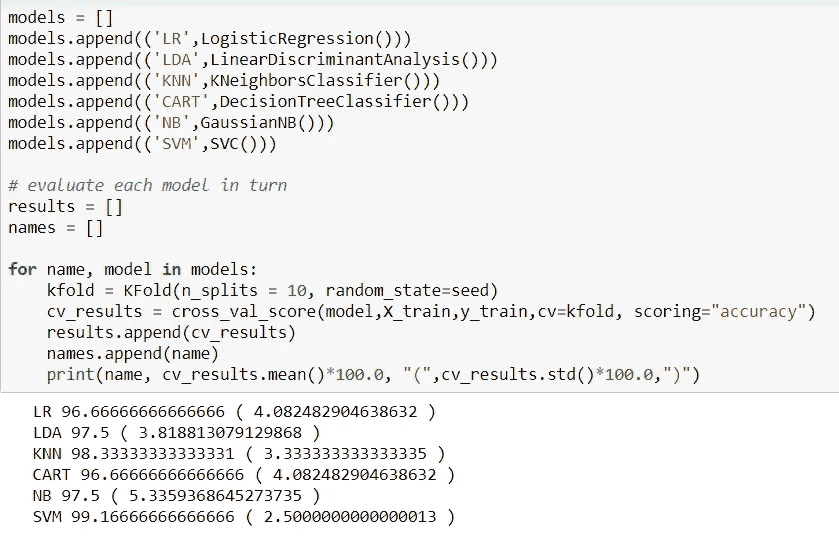 models = []
models.append(('LR',LogisticRegression()))
models.append(('LDA',LinearDiscriminantAnalysis()))
models.append(('KNN',KNeighborsClassifier()))
models.append(('CART',DecisionTreeClassifier()))
models.append(('NB',GaussianNB()))
models.append(('SVM',SVC()))
# evaluate each model in turn
results = []
names = []
for name, model in models:
    kfold = KFold(n_splits = 10, random_state=seed)
    cv_results = cross_val_score(model,X_train,y_train,cv=kfold, scoring="accuracy")
    results.append(cv_results)
    names.append(name)
    print(name, cv_results.mean()*100.0, "(",cv_results.std()*100.0,")")
LR 96.66666666666666 ( 4.082482904638632 )
LDA 97.5 ( 3.818813079129868 )
KNN 98.33333333333331 ( 3.333333333333335 )
CART 96.66666666666666 ( 4.082482904638632 )
NB 97.5 ( 5.3359368645273735 )
SVM 99.16666666666666 ( 2.5000000000000013 )